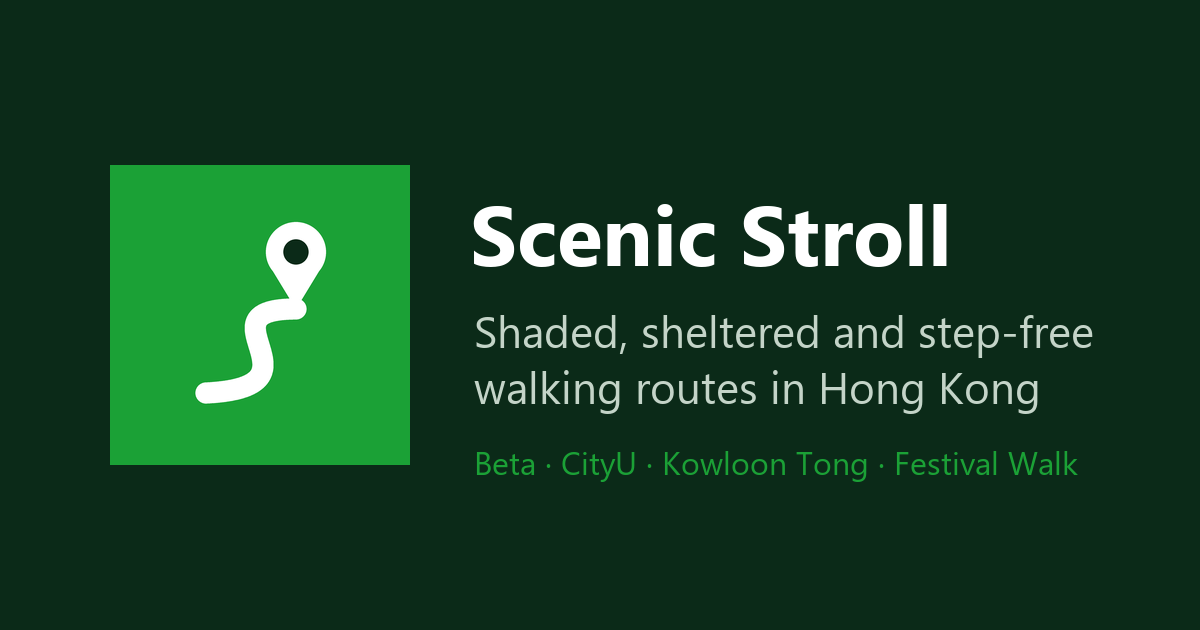 Scenic Stroll
Shaded, sheltered and step-free
walking routes in Hong Kong
Beta · CityU · Kowloon Tong · Festival Walk